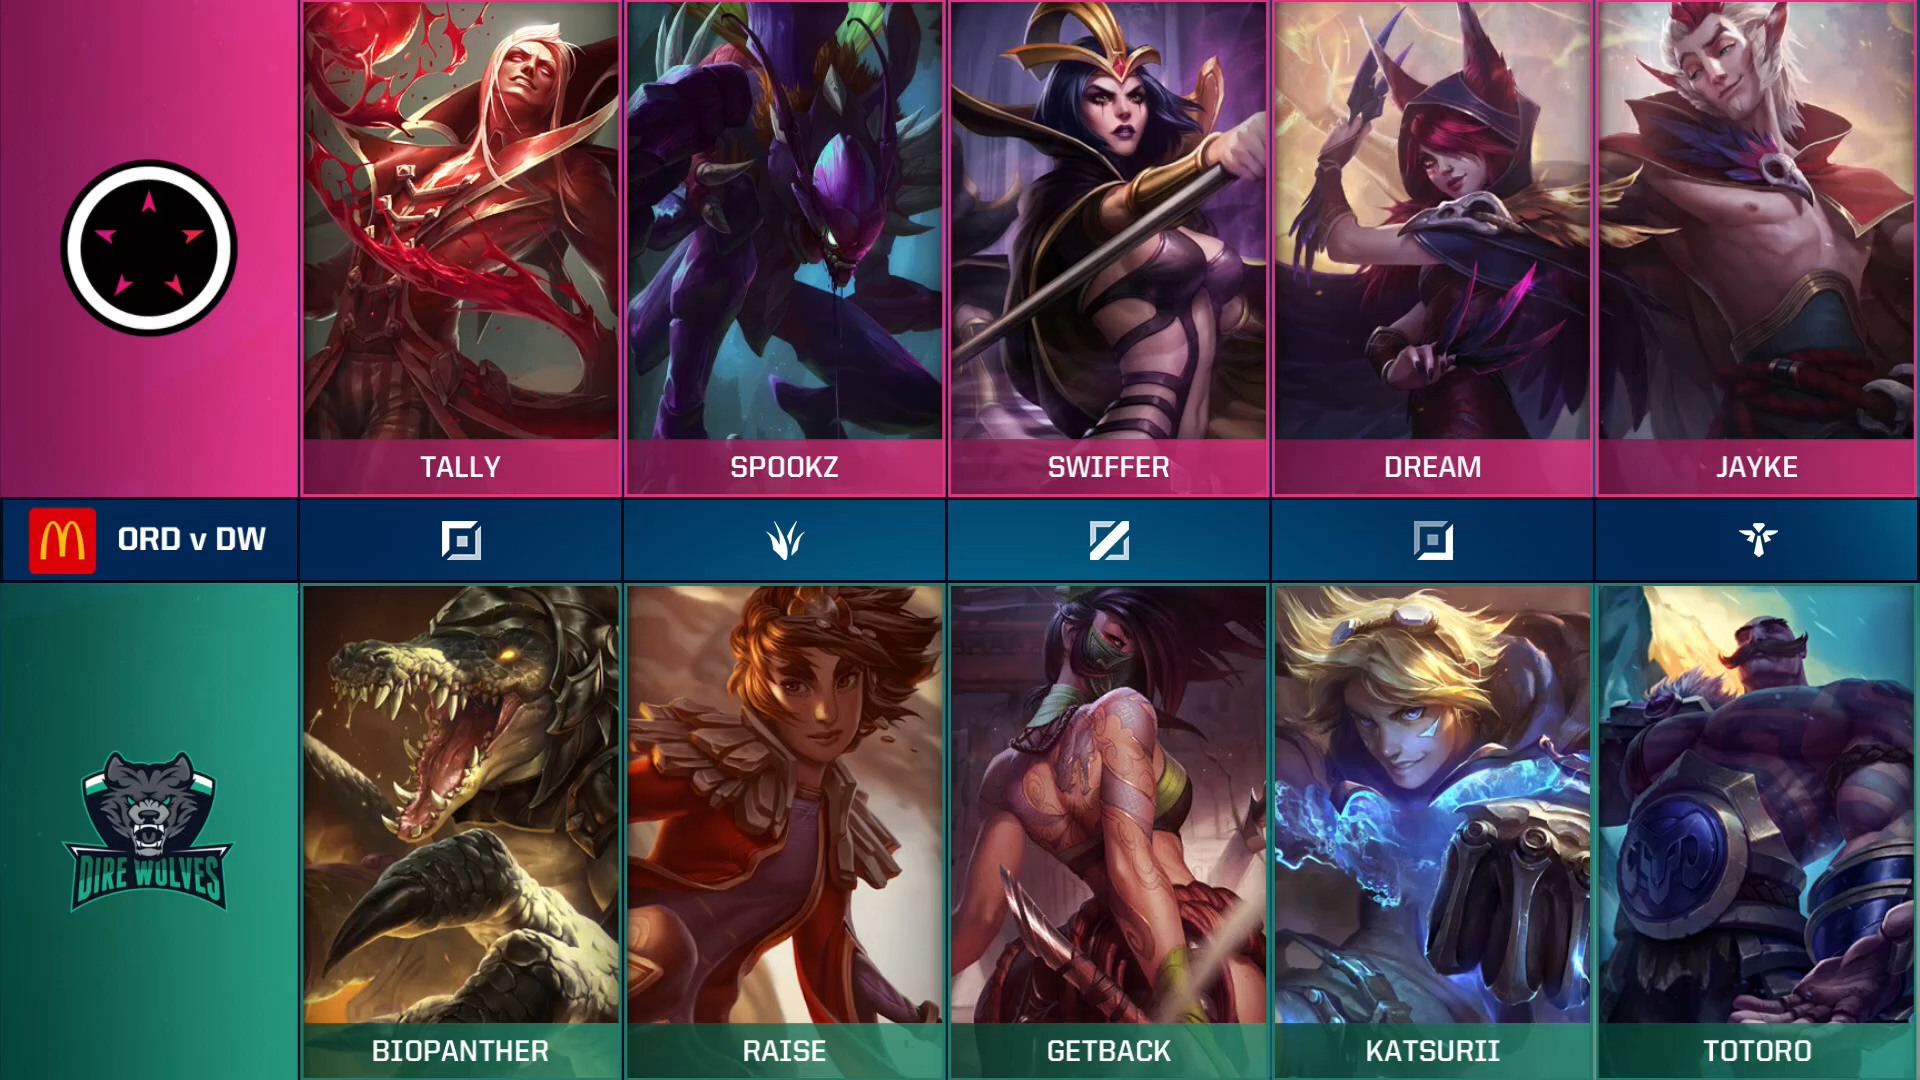 TALLY
SPOOKZ
SWIFFER
DREAM
JAYKE
ORD v DW
DIRE WOLVES
BIOPANTHER
RAISE
GETBACK
KATSURII
TOTORO